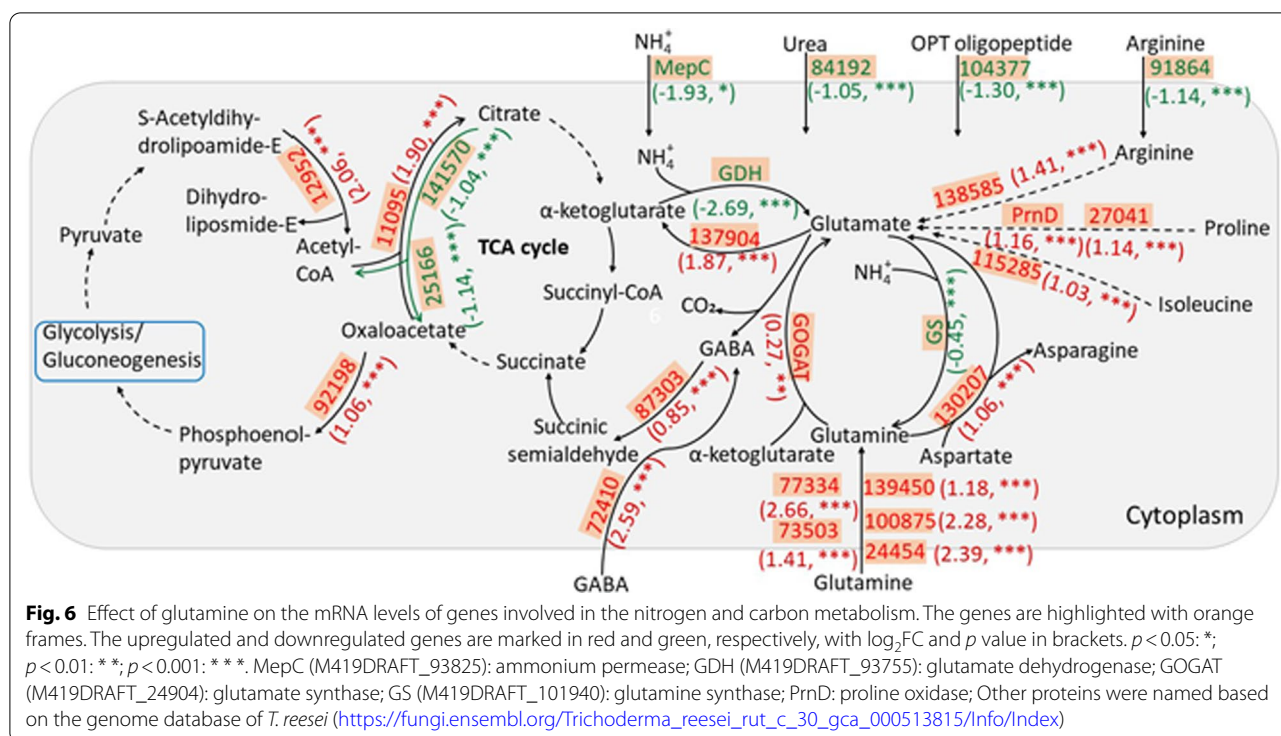 NH₄⁺ Urea OPT oligopeptide Arginine
MepC 84192 104377 91864
(-1.93, *) (-1.05, ***) (-1.30, ***) (-1.14, ***)
S-Acetyldihy-
drolipoamide-E
12952
(2.06, ***)
Dihydro-
liposmide-E
Pyruvate
Acetyl-
CoA
11095 (1.90, ***)
141570
(-1.04, ***)
25166
(-1.14, ***)
Citrate
TCA cycle
NH₄⁺
GDH
α-ketoglutarate
(-2.69, ***)
137904
(1.87, ***)
Glutamate
Arginine
138585 (1.41, ***)
PrnD 27041
(1.16, ***)(1.14, ***)
Proline
115285 (1.03, ***)
Isoleucine
NH₄⁺
Succinyl-CoA
6
CO₂
GABA
GOGAT
(0.27, **)
GS
(-0.45, ***)
Asparagine
130207
(1.06, ***)
Glycolysis/
Gluconeogenesis
Oxaloacetate
Succinate
92198
(1.06, ***)
87303
(0.85, ***)
Phosphoenol-
pyruvate
Succinic
semialdehyde
α-ketoglutarate
Glutamine
Aspartate
72410
(2.59, ***)
77334 139450 (1.18, ***)
(2.66, ***)
73503 100875 (2.28, ***)
(1.41, ***) 24454 (2.39, ***)
Cytoplasm
GABA Glutamine
Fig. 6 Effect of glutamine on the mRNA levels of genes involved in the nitrogen and carbon metabolism. The genes are highlighted with orange
frames. The upregulated and downregulated genes are marked in red and green, respectively, with log₂FC and p value in brackets. p < 0.05: *;
p < 0.01: * *; p < 0.001: * * *. MepC (M419DRAFT_93825): ammonium permease; GDH (M419DRAFT_93755): glutamate dehydrogenase; GOGAT
(M419DRAFT_24904): glutamate synthase; GS (M419DRAFT_101940): glutamine synthase; PrnD: proline oxidase; Other proteins were named based
on the genome database of T. reesei (https://fungi.ensembl.org/Trichoderma_reesei_rut_c_30_gca_000513815/Info/Index)